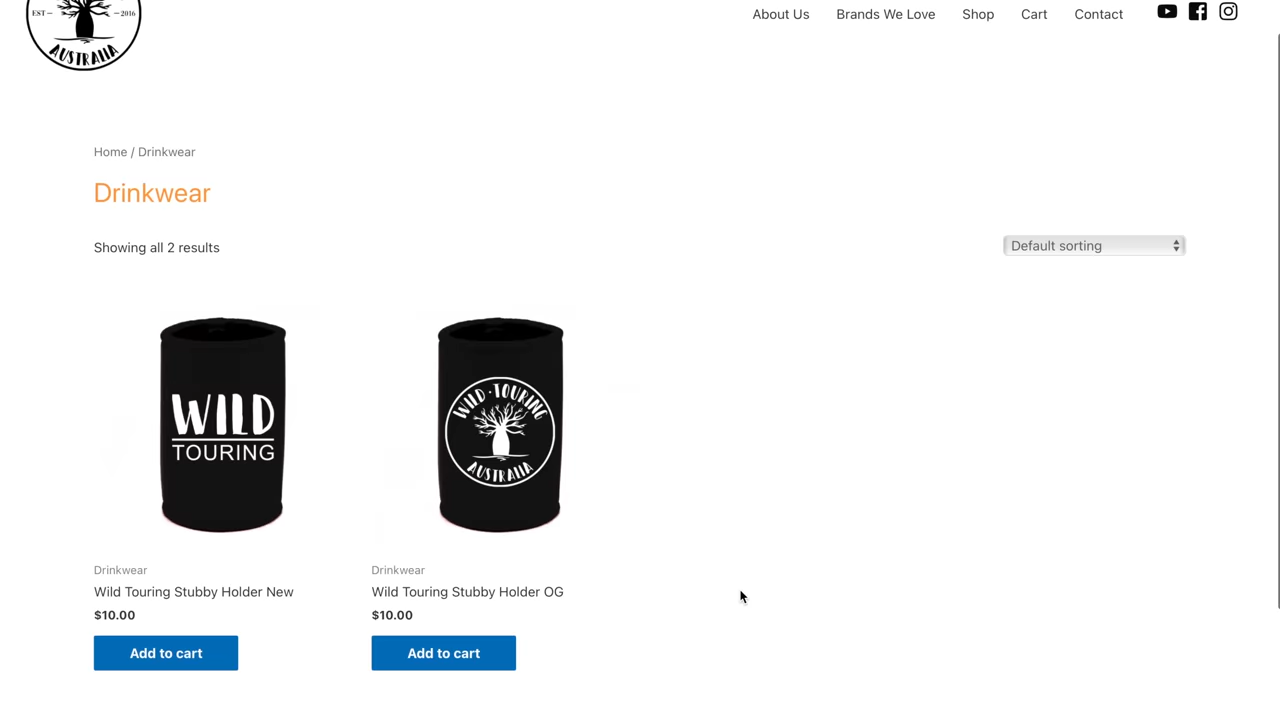 EST — — 2016
AUSTRALIA
About Us Brands We Love Shop Cart Contact
Home / Drinkwear
Drinkwear
Showing all 2 results
Default sorting
WILD
TOURING
WILD · TOURING
AUSTRALIA
Drinkwear Drinkwear
Wild Touring Stubby Holder New Wild Touring Stubby Holder OG
$10.00 $10.00
Add to cart Add to cart